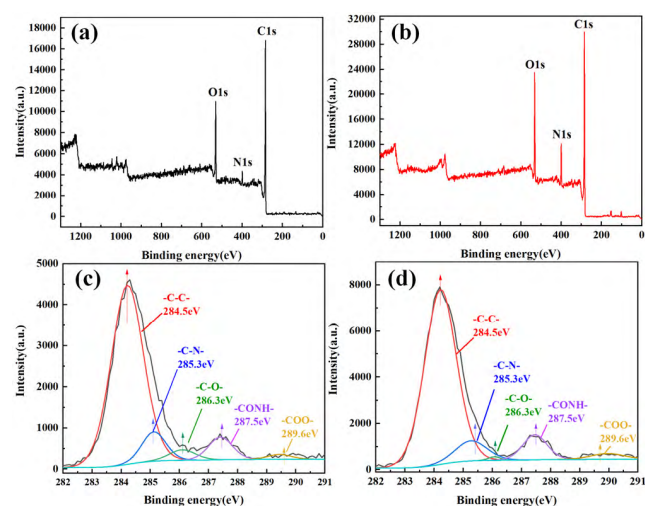 (a)
C1s
O1s
N1s
18000
16000
14000
12000
10000
8000
6000
4000
2000
0
1200
1000
800
600
400
200
0
Intensity(a.u.)
Binding energy(eV)
(b)
C1s
O1s
N1s
32000
28000
24000
20000
16000
12000
8000
4000
0
1200
1000
800
600
400
200
0
Intensity(a.u.)
Binding energy(eV)
(c)
-C-C-
284.5eV
-C-N-
285.3eV
-C-O-
286.3eV
-CONH-
287.5eV
-COO-
289.6eV
5000
4000
3000
2000
1000
0
282
283
284
285
286
287
288
289
290
291
Intensity(a.u.)
Binding energy(eV)
(d)
-C-C-
284.5eV
-C-N-
285.3eV
-C-O-
286.3eV
-CONH-
287.5eV
-COO-
289.6eV
8000
6000
4000
2000
0
282
283
284
285
286
287
288
289
290
291
Intensity(a.u.)
Binding energy(eV)